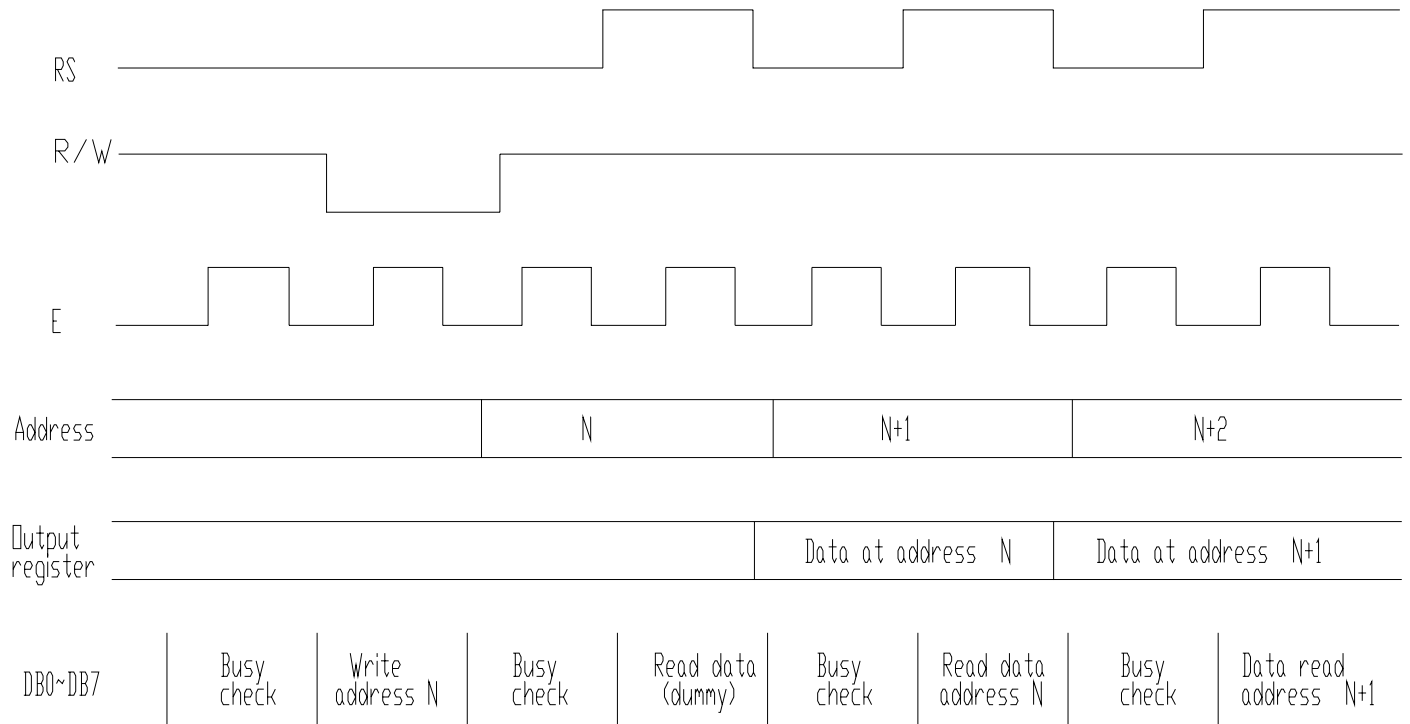 RS
R/W
E
Address
N
N+1
N+2
Output
register
Data at address N
Data at address N+1
DB0~DB7
Busy
check
Write
address N
Busy
check
Read data
(dummy)
Busy
check
Read data
address N
Busy
check
Data read
address N+1